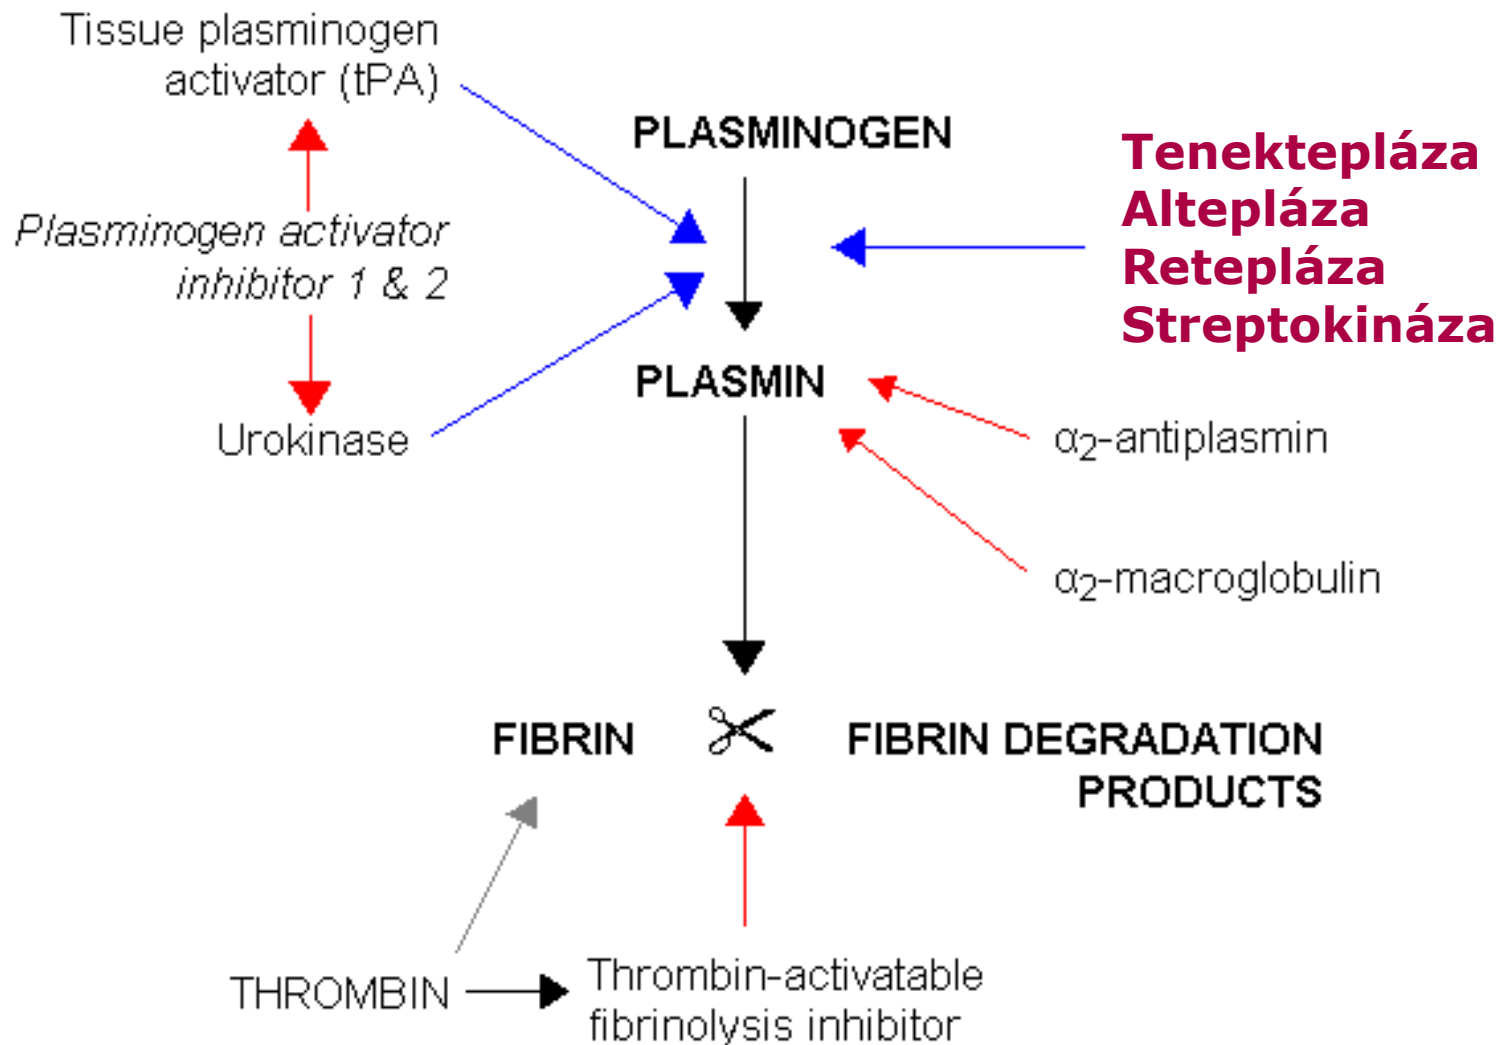 Tissue plasminogen
activator (tPA)
PLASMINOGEN
Tenektepláza
Altepláza
Retepláza
Streptokináza
Plasminogen activator
inhibitor 1 & 2
PLASMIN
Urokinase
α2-antiplasmin
α2-macroglobulin
FIBRIN
FIBRIN DEGRADATION
PRODUCTS
THROMBIN
Thrombin-activatable
fibrinolysis inhibitor